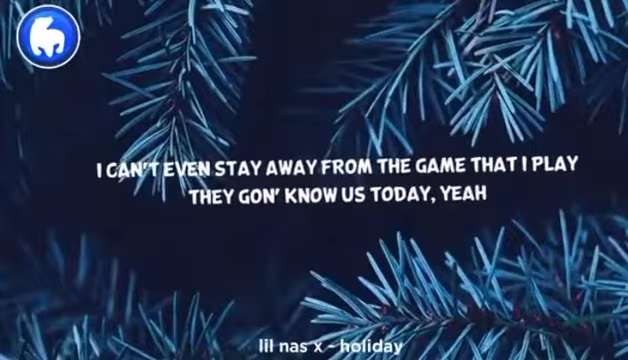 I CAN'T EVEN STAY AWAY FROM THE GAME THAT I PLAY
THEY GON' KNOW US TODAY, YEAH
lil nas x - holiday